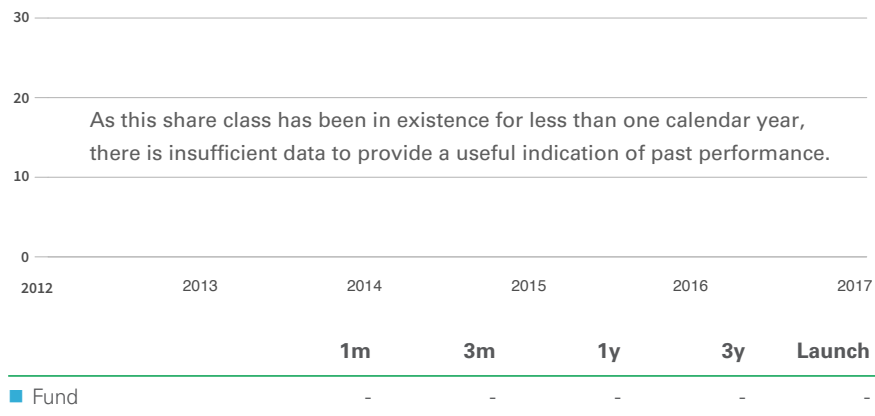 30
20
As this share class has been in existence for less than one calendar year,
there is insufficient data to provide a useful indication of past performance.
10
0
2012 2013 2014 2015 2016 2017
1m 3m 1y 3y Launch
Fund - - - - -